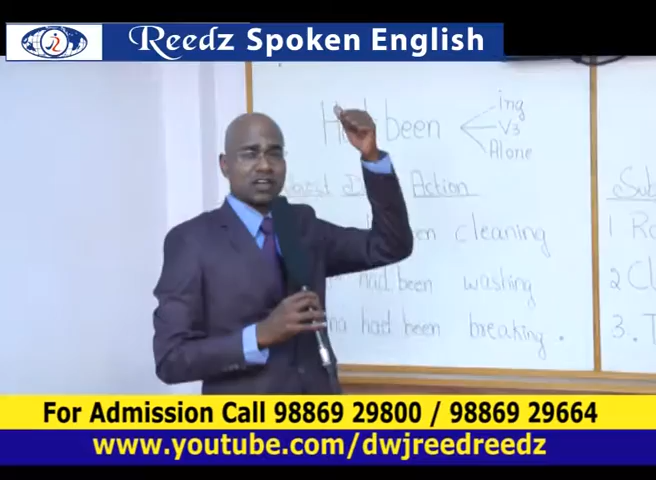 Reedz Spoken English
Had been
ing
V3
Alone
Action
cleaning
had been washing
had been breaking.
1
2
3.
For Admission Call 98869 29800 / 98869 29664
www.youtube.com/dwjreedreedz